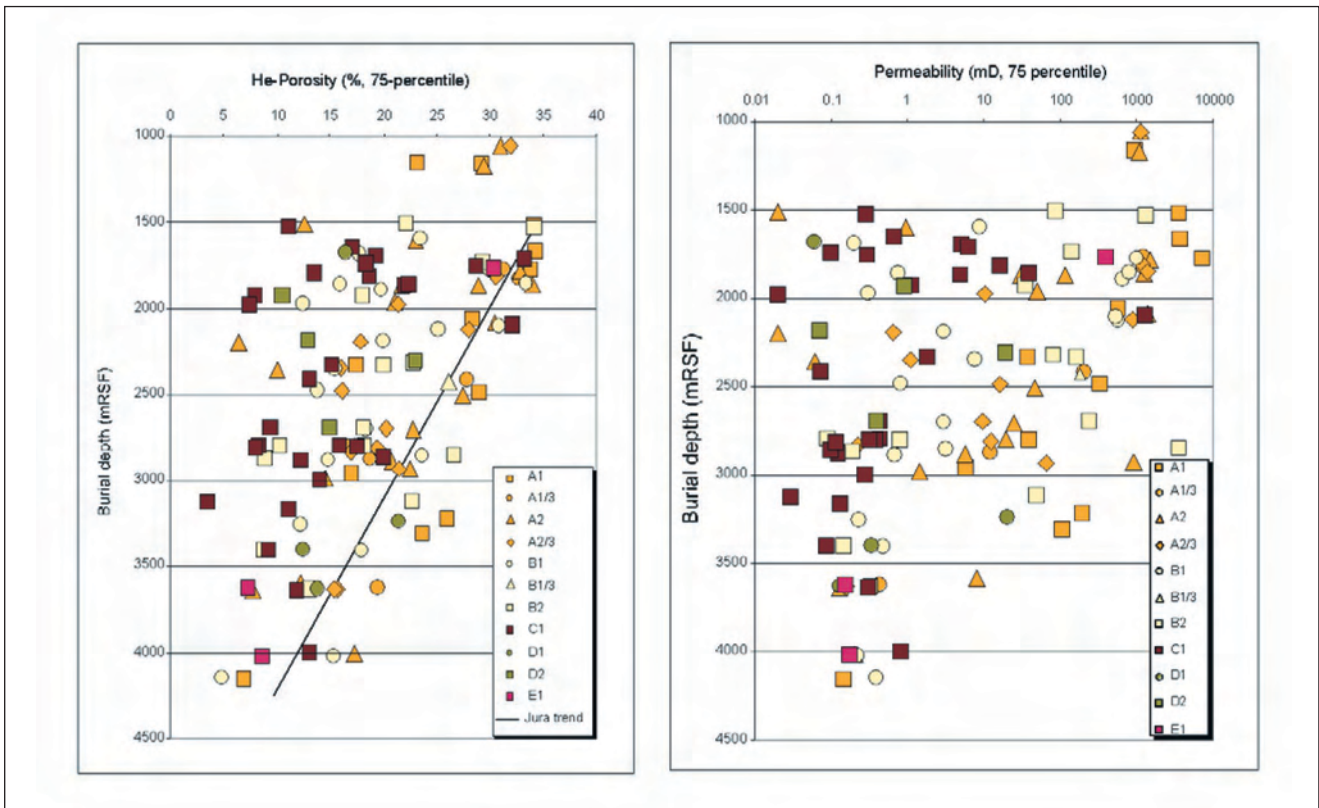 He-Porosity (%, 75-percentile)
0 5 10 15 20 25 30 35 40
1000
1500
2000
2500
3000
3500
4000
4500
Burial depth (mRSF)
A1
A1/3
A2
A2/3
B1
B1/3
B2
C1
D1
D2
E1
Jura trend
Permeability (mD, 75 percentile)
0.01 0.1 1 10 100 1000 10000
1000
1500
2000
2500
3000
3500
4000
4500
Burial depth (mRSF)
A1
A1/3
A2
A2/3
B1
B1/3
B2
C1
D1
D2
E1